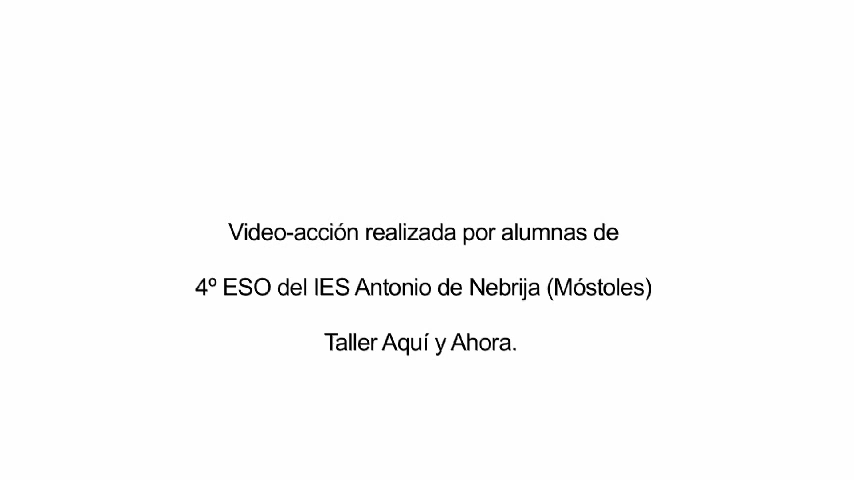 Video-acción realizada por alumnas de
4º ESO del IES Antonio de Nebrija (Móstoles)
Taller Aquí y Ahora.